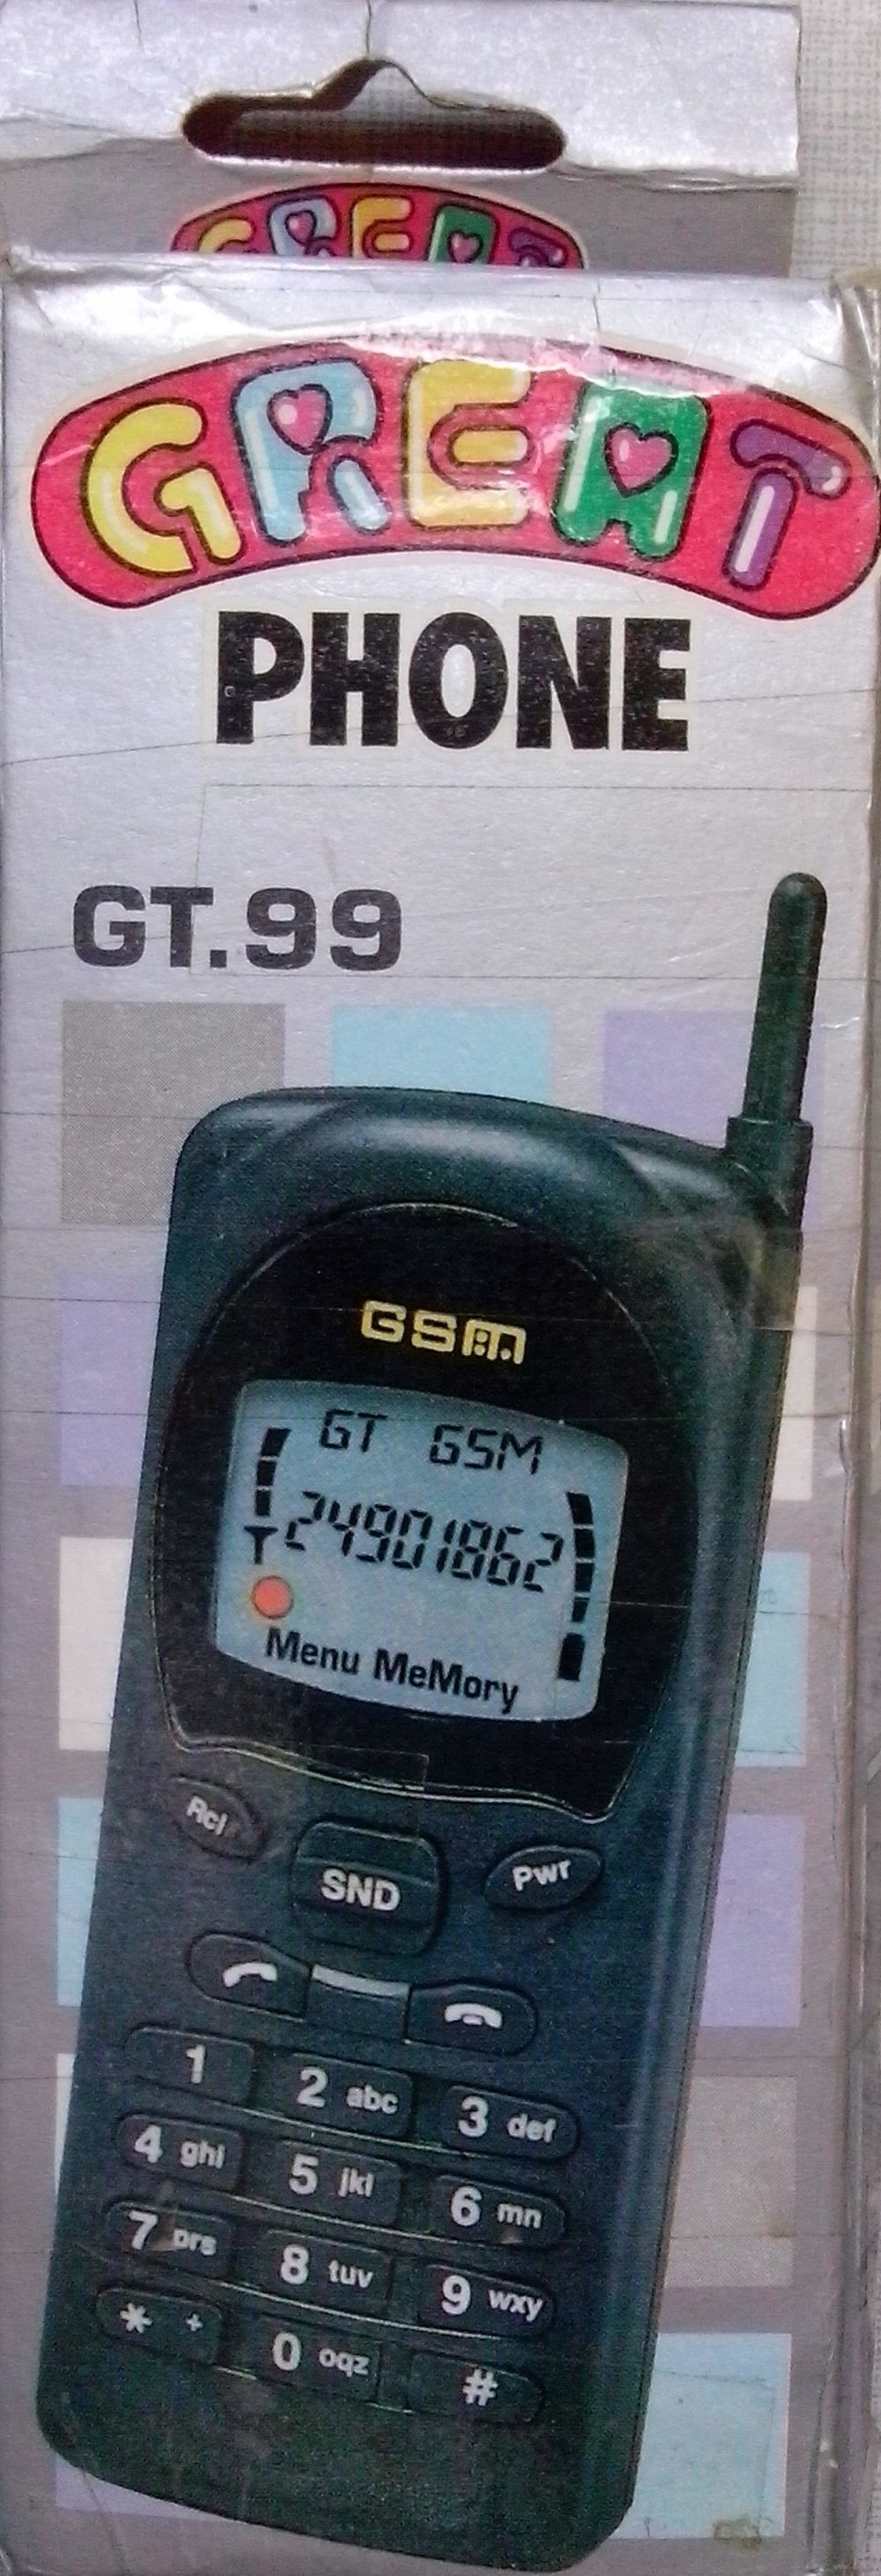 GREAT
GREAT
PHONE
GT.99
GSM
GT GSM
24901862
Menu MeMory
Rcl
SND
Pwr
1
2 abc
3 def
4 ghi
5 jkl
6 mn
7 prs
8 tuv
9 wxy
* +
0 oqz
#